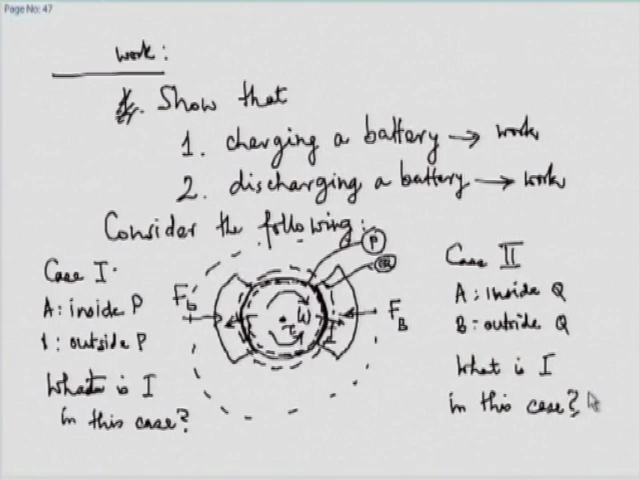 Page No: 47
Work:
Show that
1. charging a battery → work
2. discharging a battery → work
Consider the following:
Case I:
A: inside P
1: outside P
What is I
in this case?
P
Q
F_b
F_B
ω
τ
I
Case II
A: inside Q
B: outside Q
What is I
in this case?